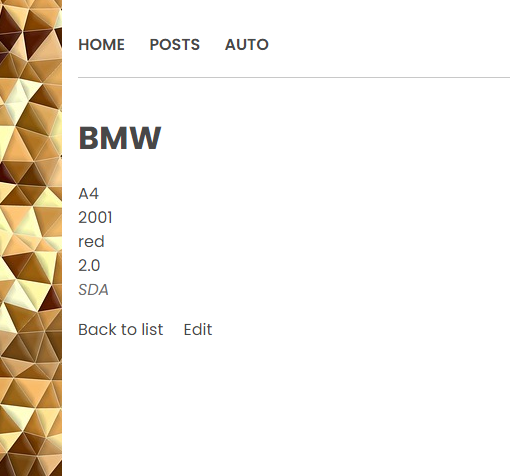 HOME POSTS AUTO
BMW
A4
2001
red
2.0
SDA
Back to list Edit